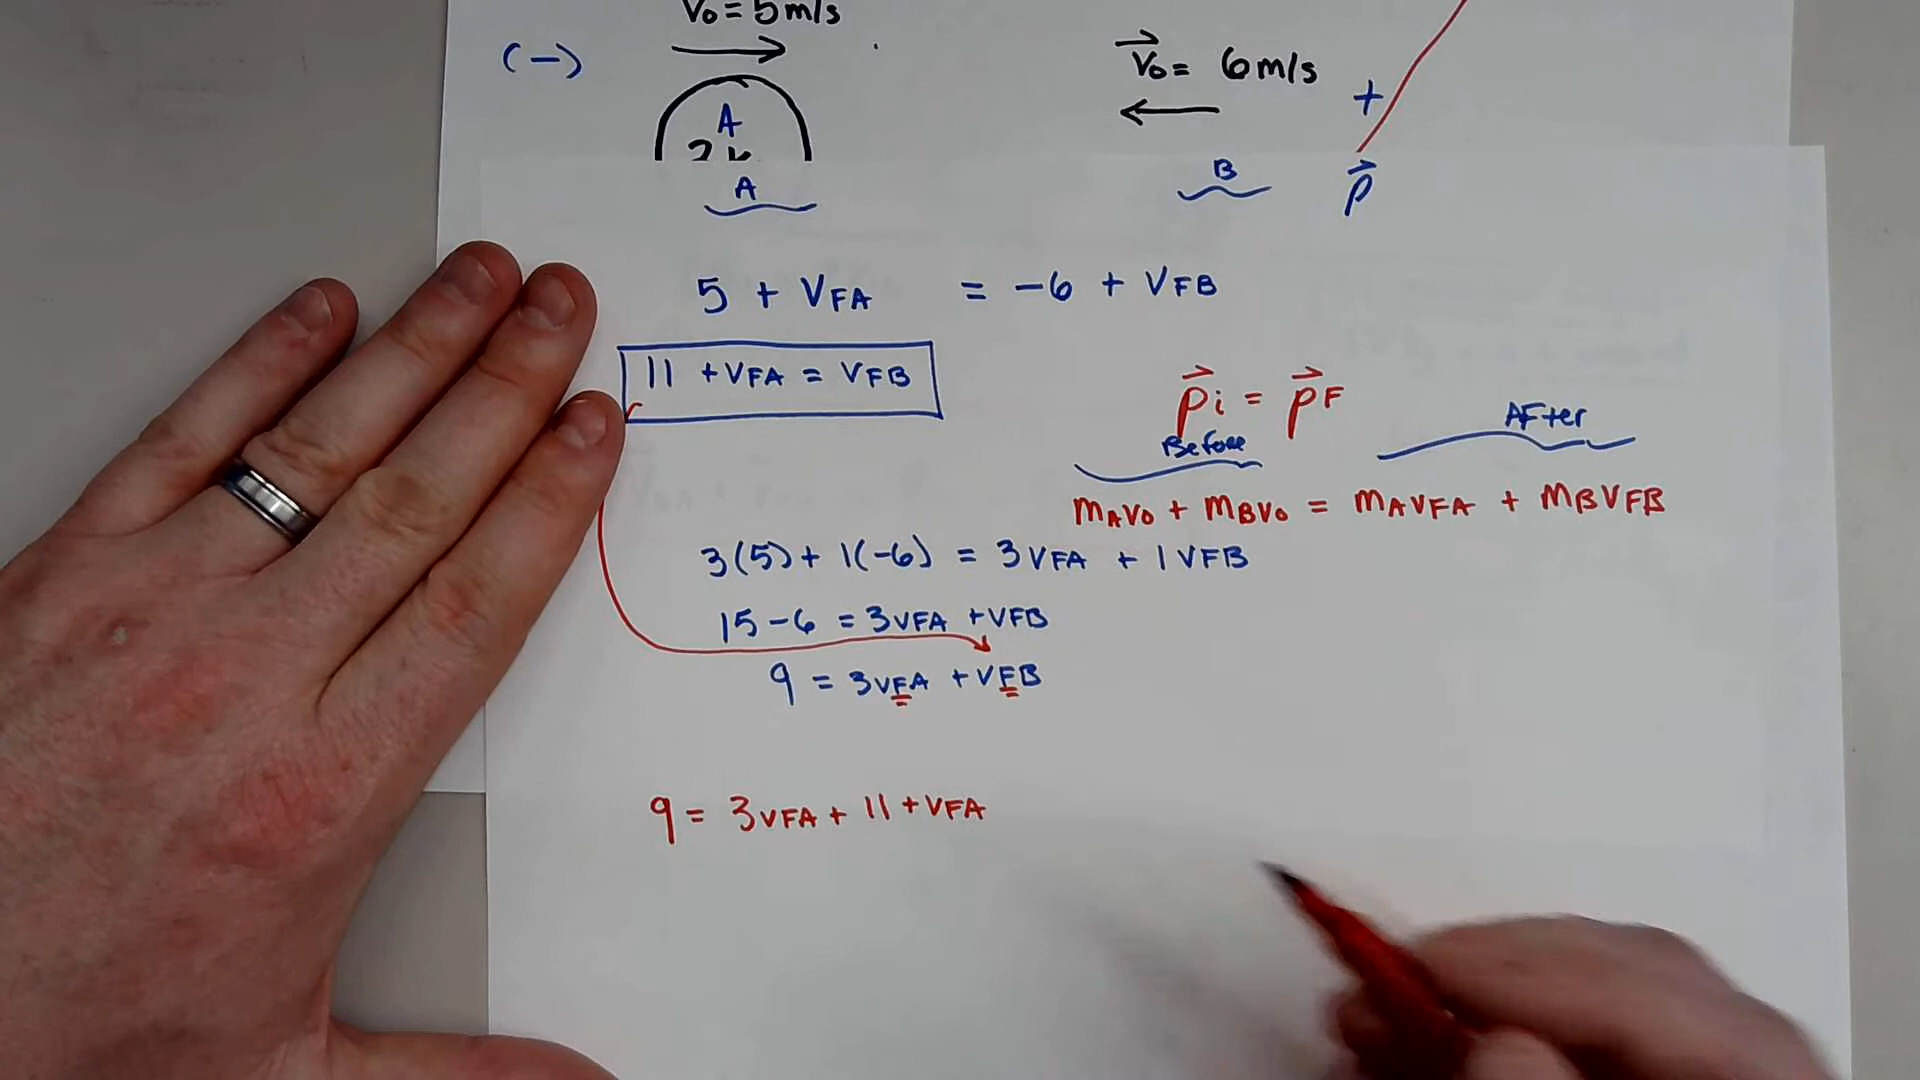 V₀ = 5 m/s
(-)
V₀ = 6 m/s
+
A
A
B
P
5 + VFA = -6 + VFB
11 + VFA = VFB
Pi = PF
Before
After
mAV0 + mBV0 = mAVFA + mBVFB
3(5) + 1(-6) = 3VFA + 1VFB
15 - 6 = 3VFA + VFB
9 = 3VFA + VFB
9 = 3VFA + 11 + VFA